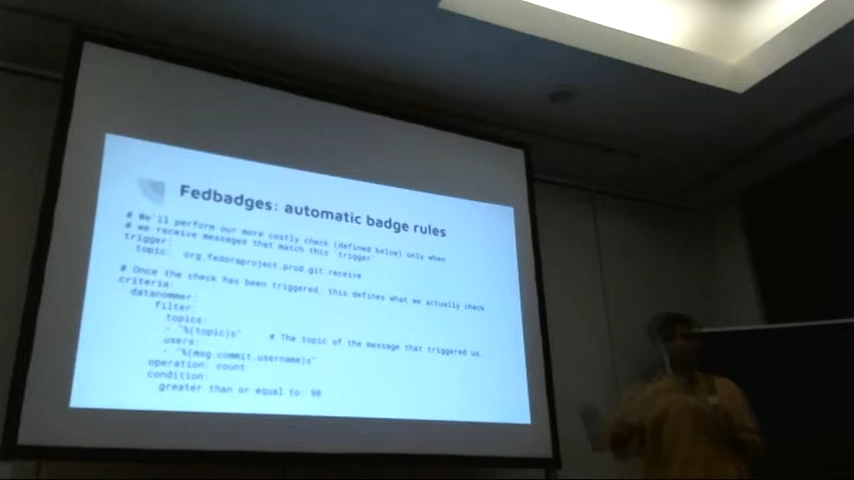 Fedbadges: automatic badge rules
# We'll perform our more costly check (defined below) only when
# we receive messages that match this 'trigger'
trigger:
topic: org.fedoraproject.prod.git.receive
# Once the check has been triggered, this defines what we actually check
criteria:
datanommer:
filter:
topics:
- "%(topic)s" # The topic of the message that triggered us.
users:
- "%(msg.commit.username)s"
operation: count
condition:
greater than or equal to: 90